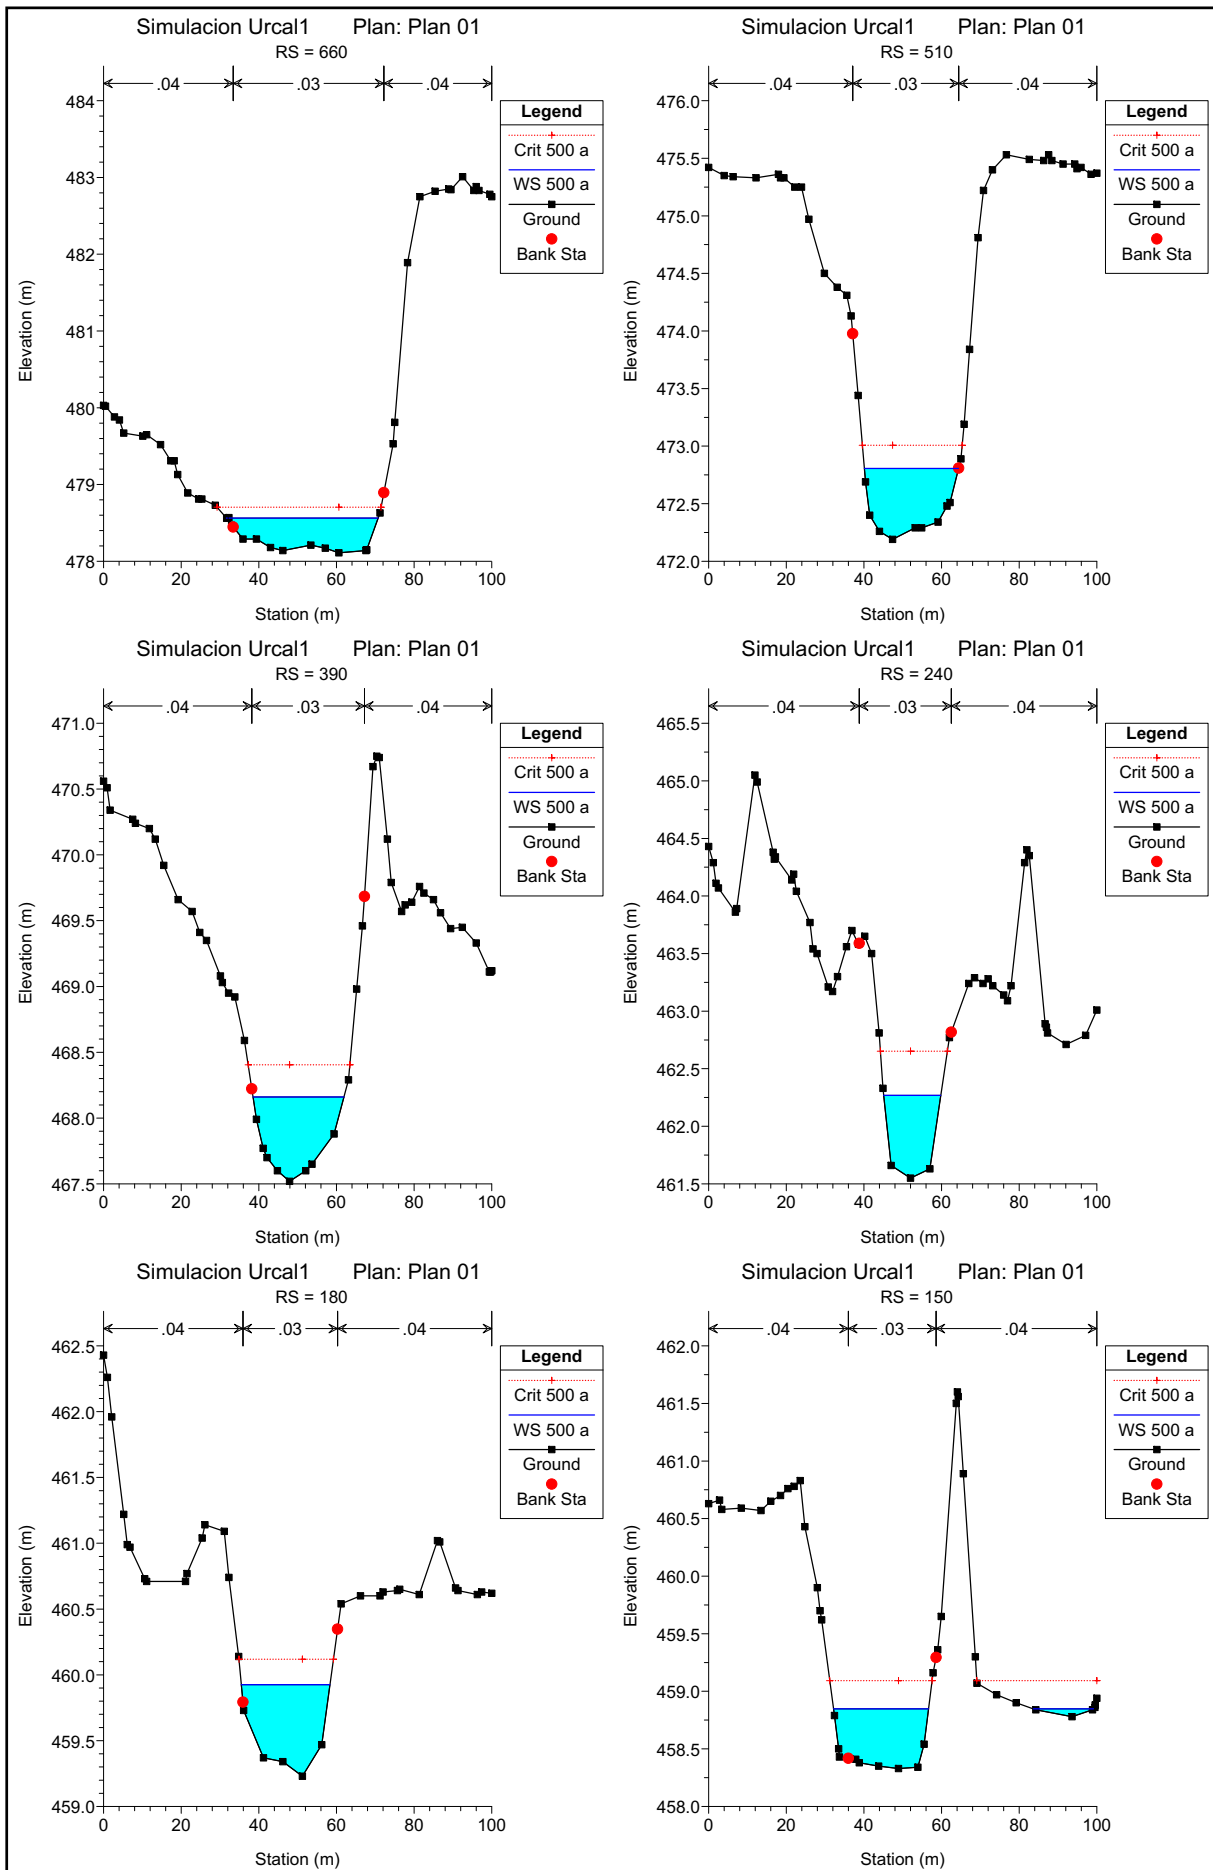 Simulacion Urcal1 Plan: Plan 01
RS = 660
.04 .03 .04
Legend
Crit 500 a
WS 500 a
Ground
Bank Sta
484
483
482
481
480
479
478
Elevation (m)
0 20 40 60 80 100
Station (m)
Simulacion Urcal1 Plan: Plan 01
RS = 510
.04 .03 .04
Legend
Crit 500 a
WS 500 a
Ground
Bank Sta
476.0
475.5
475.0
474.5
474.0
473.5
473.0
472.5
472.0
Elevation (m)
0 20 40 60 80 100
Station (m)
Simulacion Urcal1 Plan: Plan 01
RS = 390
.04 .03 .04
Legend
Crit 500 a
WS 500 a
Ground
Bank Sta
471.0
470.5
470.0
469.5
469.0
468.5
468.0
467.5
Elevation (m)
0 20 40 60 80 100
Station (m)
Simulacion Urcal1 Plan: Plan 01
RS = 240
.04 .03 .04
Legend
Crit 500 a
WS 500 a
Ground
Bank Sta
465.5
465.0
464.5
464.0
463.5
463.0
462.5
462.0
461.5
Elevation (m)
0 20 40 60 80 100
Station (m)
Simulacion Urcal1 Plan: Plan 01
RS = 180
.04 .03 .04
Legend
Crit 500 a
WS 500 a
Ground
Bank Sta
462.5
462.0
461.5
461.0
460.5
460.0
459.5
459.0
Elevation (m)
0 20 40 60 80 100
Station (m)
Simulacion Urcal1 Plan: Plan 01
RS = 150
.04 .03 .04
Legend
Crit 500 a
WS 500 a
Ground
Bank Sta
462.0
461.5
461.0
460.5
460.0
459.5
459.0
458.5
458.0
Elevation (m)
0 20 40 60 80 100
Station (m)